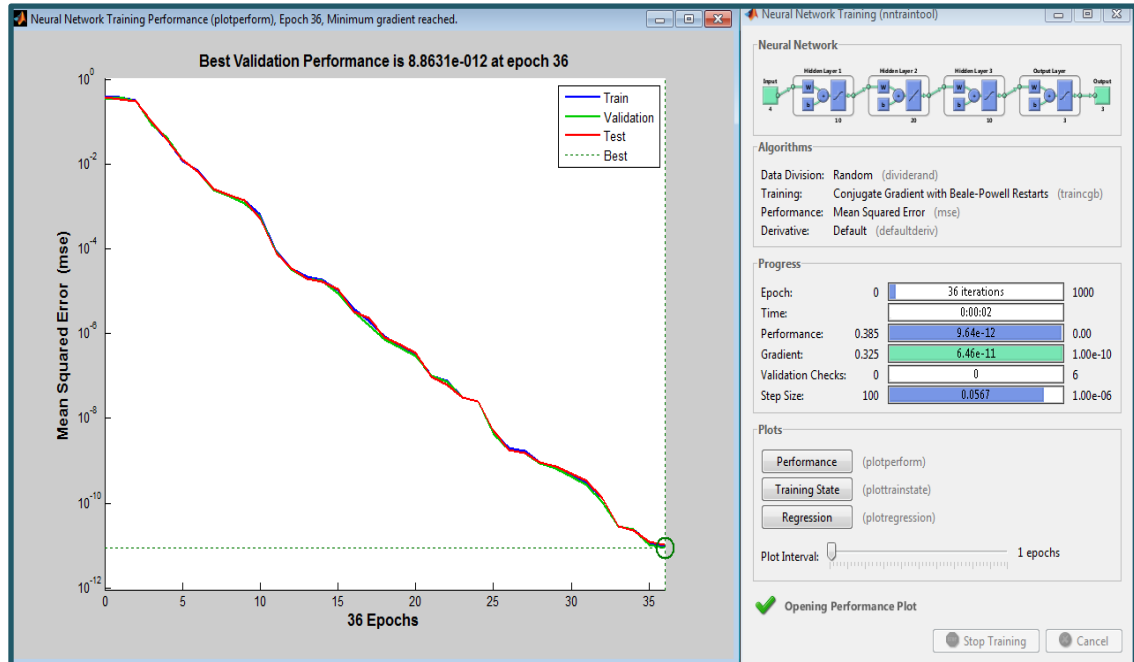 Neural Network Training Performance (plotperform), Epoch 36, Minimum gradient reached.
Best Validation Performance is 8.8631e-012 at epoch 36
Mean Squared Error (mse)
10^0
10^-2
10^-4
10^-6
10^-8
10^-10
10^-12
Train
Validation
Test
Best
0 5 10 15 20 25 30 35
36 Epochs
Neural Network Training (nntraintool)
Neural Network
Input Hidden Layer 1 Hidden Layer 2 Hidden Layer 3 Output Layer Output
W W W W
b b b b
4 10 20 10 3 3
Algorithms
Data Division: Random (dividerand)
Training: Conjugate Gradient with Beale-Powell Restarts (traincgb)
Performance: Mean Squared Error (mse)
Derivative: Default (defaultderiv)
Progress
Epoch: 0 36 iterations 1000
Time: 0:00:02
Performance: 0.385 9.64e-12 0.00
Gradient: 0.325 6.46e-11 1.00e-10
Validation Checks: 0 0 6
Step Size: 100 0.0567 1.00e-06
Plots
Performance (plotperform)
Training State (plottrainstate)
Regression (plotregression)
Plot Interval: 1 epochs
Opening Performance Plot
Stop Training Cancel